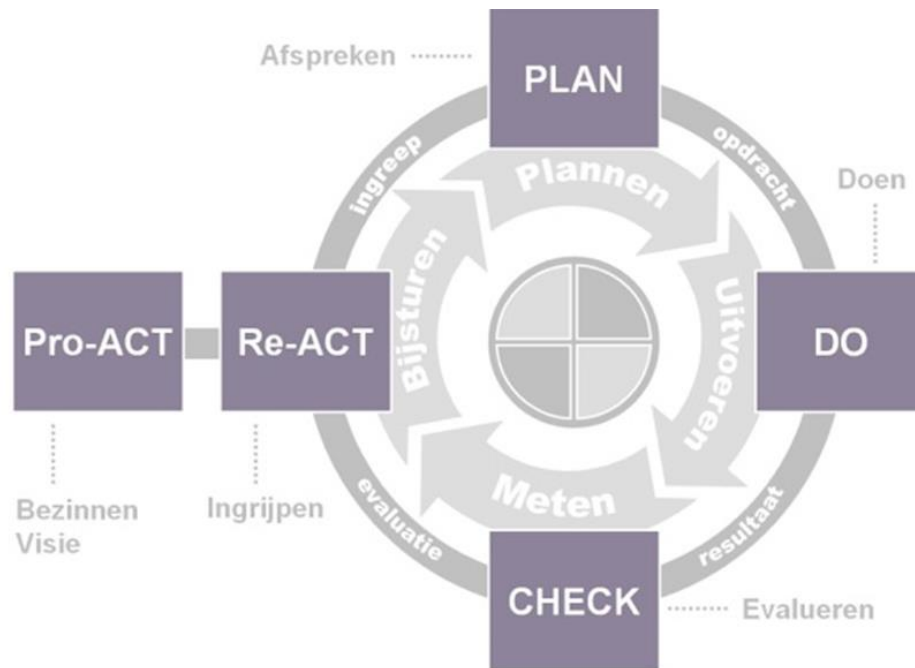 Afspreken
PLAN
ingreep
opdracht
Plannen
Doen
Bijsturen
Uitvoeren
Pro-ACT
Re-ACT
DO
Bezinnen
Visie
Ingrijpen
Meten
evaluatie
resultaat
CHECK
Evalueren